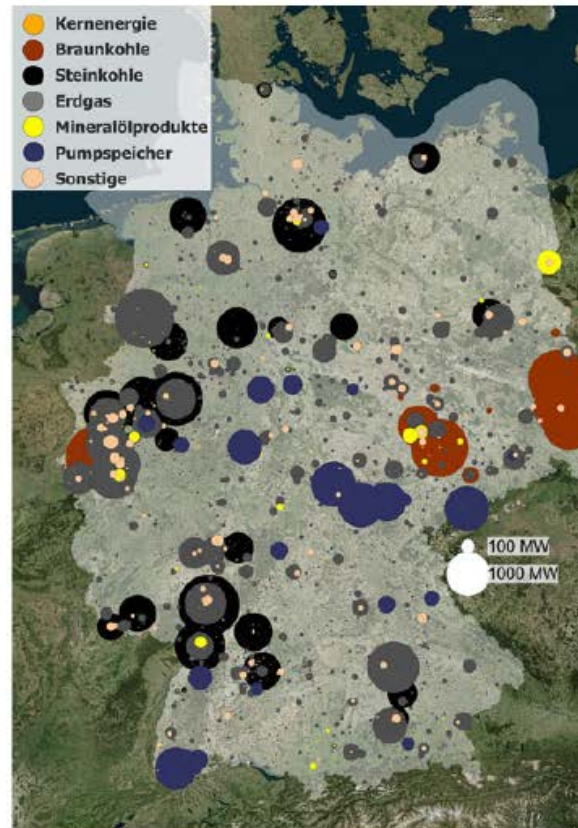 Kernenergie
Braunkohle
Steinkohle
Erdgas
Mineralölprodukte
Pumpspeicher
Sonstige
100 MW
1000 MW